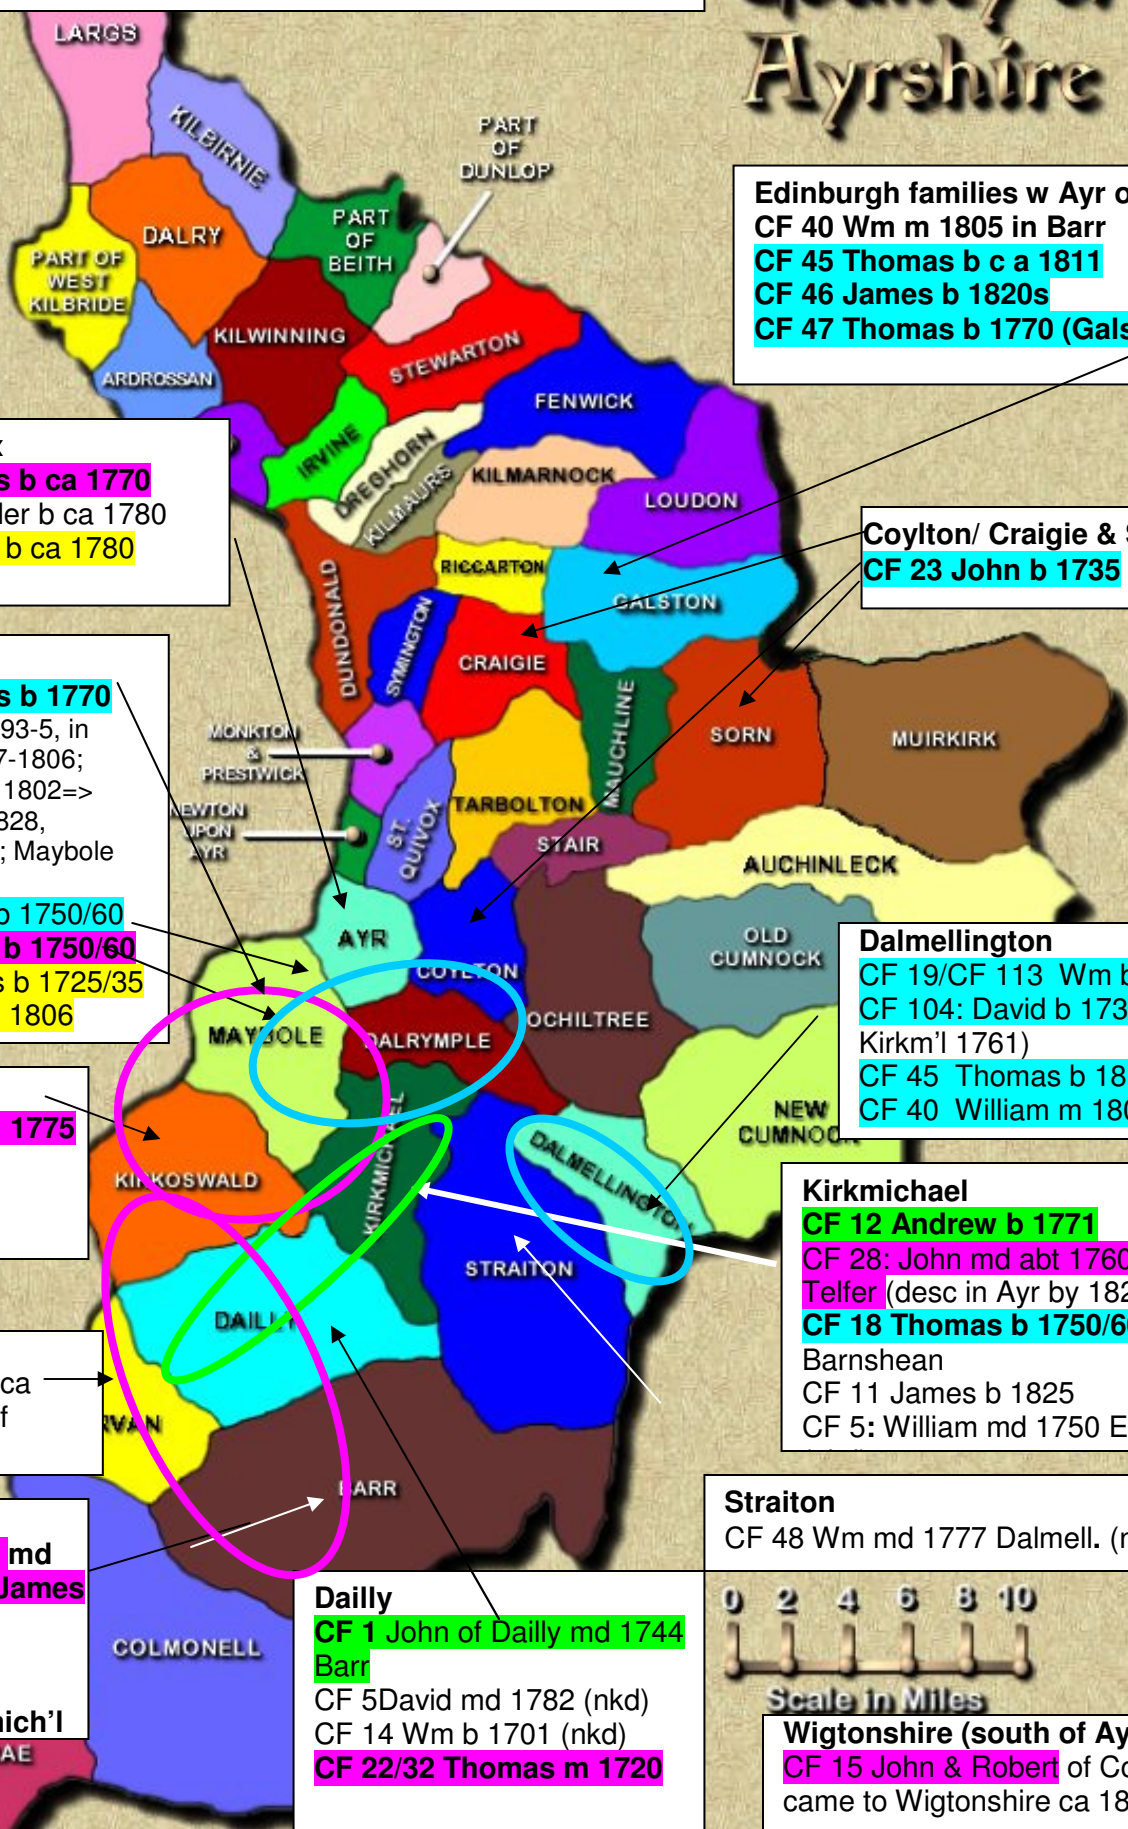 County of
Ayrshire
LARGS
KILBIRNIE
PART
OF
DUNLOP
DALRY
PART
OF
BEITH
PART OF
WEST
KILBRIDE
KILWINNING
STEWARTON
ARDROSSAN
FENWICK
IRVINE
DREGHORN
KILMAURS
KILMARNOCK
LOUDON
DUNDONALD
RICCARTON
GALSTON
SYMINGTON
CRAIGIE
MAUCHLINE
SORN
MUIRKIRK
MONKTON
&
PRESTWICK
TARBOLTON
NEWTON
UPON
AYR
ST.
QUIVOX
STAIR
AUCHINLECK
AYR
COYLTON
OLD
CUMNOCK
OCHILTREE
MAYBOLE
DALRYMPLE
NEW
CUMNOCK
KIRKMICHAEL
DALMELLINGTON
KIRKOSWALD
STRAITON
DAILLY
RVAN
BARR
COLMONELL
AE
Edinburgh families w Ayr o
CF 40 Wm m 1805 in Barr
CF 45 Thomas b c a 1811
CF 46 James b 1820s
CF 47 Thomas b 1770 (Gals
x
s b ca 1770
ler b ca 1780
b ca 1780
Coylton/ Craigie & S
CF 23 John b 1735
s b 1770
93-5, in
7-1806;
1802=>
828,
; Maybole
b 1750/60
b 1750/60
s b 1725/35
1806
1775
ca
f
md
James
nich'l
Dalmellington
CF 19/CF 113 Wm b
CF 104: David b 173
Kirkm'l 1761)
CF 45 Thomas b 18
CF 40 William m 180
Kirkmichael
CF 12 Andrew b 1771
CF 28: John md abt 1760
Telfer (desc in Ayr by 182
CF 18 Thomas b 1750/60
Barnshean
CF 11 James b 1825
CF 5: William md 1750 E
Straiton
CF 48 Wm md 1777 Dalmell. (n
Dailly
CF 1 John of Dailly md 1744
Barr
CF 5David md 1782 (nkd)
CF 14 Wm b 1701 (nkd)
CF 22/32 Thomas m 1720
0 2 4 6 8 10
Scale in Miles
Wigtonshire (south of Ay
CF 15 John & Robert of Co
came to Wigtonshire ca 18